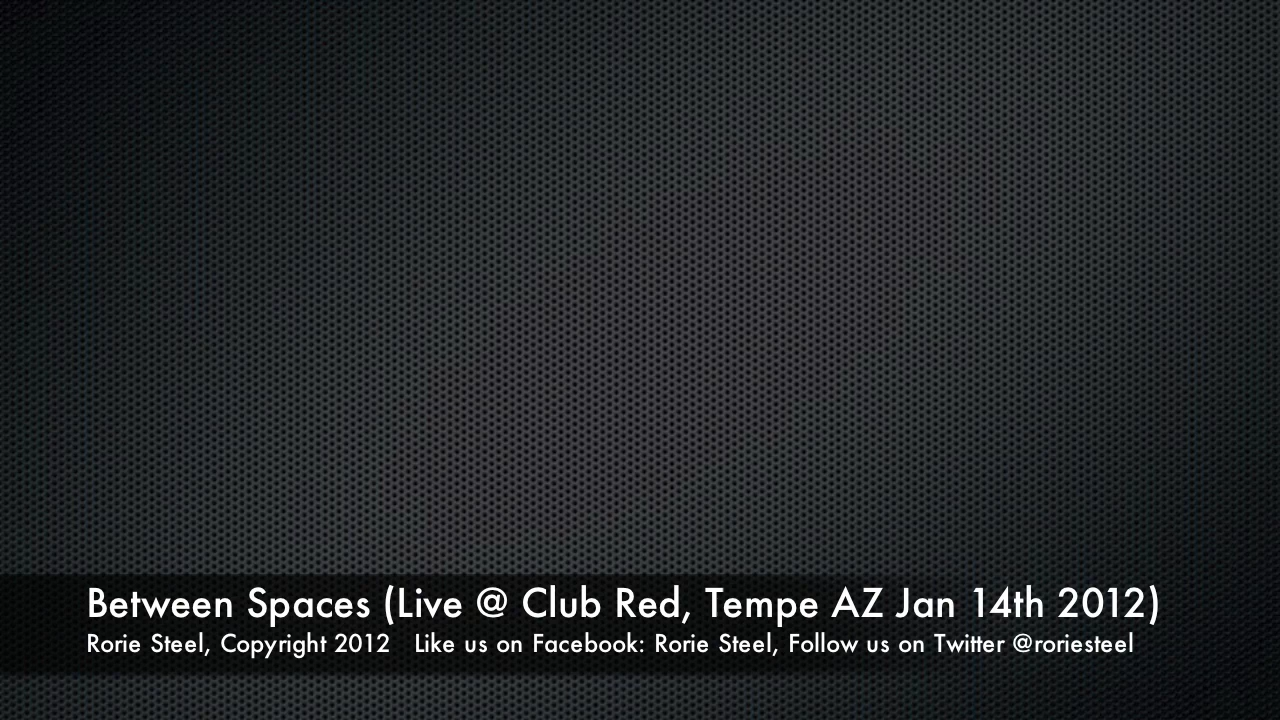 Between Spaces (Live @ Club Red, Tempe AZ Jan 14th 2012)
Rorie Steel, Copyright 2012 Like us on Facebook: Rorie Steel, Follow us on Twitter @roriesteel